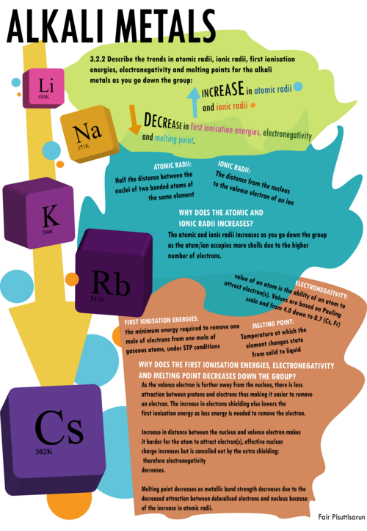 ALKALI METALS
3.2.2 Describe the trends in atomic radii, ionic radii, first ionisation
energies, electronegativity and melting points for the alkali
metals as you go down the group:
INCREASE in atomic radii
and ionic radii
DECREASE in first ionisation energies, electronegativity
and melting point.
Li
454K
Na
371K
K
336K
Rb
312K
Cs
302K
ATOMIC RADII:
Half the distance between the
nuclei of two bonded atoms of
the same element
IONIC RADII:
The distance from the nucleus
to the valence electron of an ion
WHY DOES THE ATOMIC AND
IONIC RADII INCREASES?
The atomic and ionic radii increases as you go down the group
as the atom/ion occupies more shells due to the higher
number of electrons.
ELECTRONEGATIVITY:
value of an atom is the ability of an atom to
attract electron(s). Values are based on Pauling
scale and from 4.0 down to 0.7 (Cs, Fr)
FIRST IONISATION ENERGIES:
the minimum energy required to remove one
mole of electrons from one mole of
gaseous atoms, under STP conditions
MELTING POINT:
Temperature at which the
element changes state
from solid to liquid
WHY DOES THE FIRST IONISATION ENERGIES, ELECTRONEGATIVITY
AND MELTING POINT DECREASES DOWN THE GROUP?
As the valence electron is further away from the nucleus, there is less
attraction between protons and electrons thus making it easier to remove
an electron. The increase in electrons shielding also lowers the
first ionisation energy as less energy is needed to remove the electron.
Increase in distance between the nucleus and valence electron makes
it harder for the atom to attract electron(s), effective nuclear
charge increases but is cancelled out by the extra shielding;
therefore electronegativity
decreases.
Melting point decreases as metallic bond strength decreases due to the
decreased attraction between delocalised electrons and nucleus because
of the increase in atomic radii.
Fair Pisuttisarun